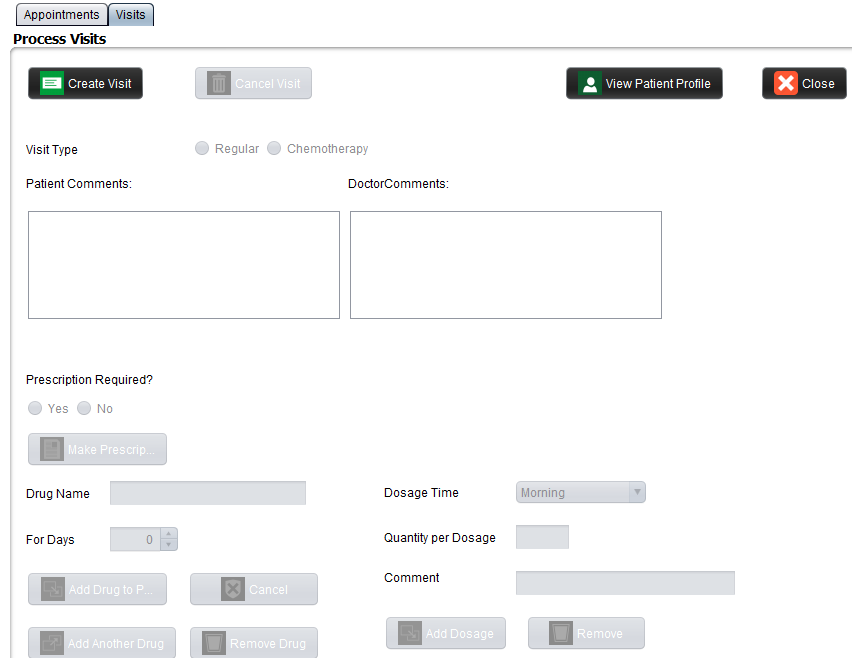 Appointments Visits
Process Visits
Create Visit Cancel Visit View Patient Profile Close
Visit Type Regular Chemotherapy
Patient Comments: DoctorComments:
Prescription Required?
Yes No
Make Prescrip...
Drug Name Dosage Time Morning
For Days 0 Quantity per Dosage
Comment
Add Drug to P... Cancel
Add Dosage Remove
Add Another Drug Remove Drug